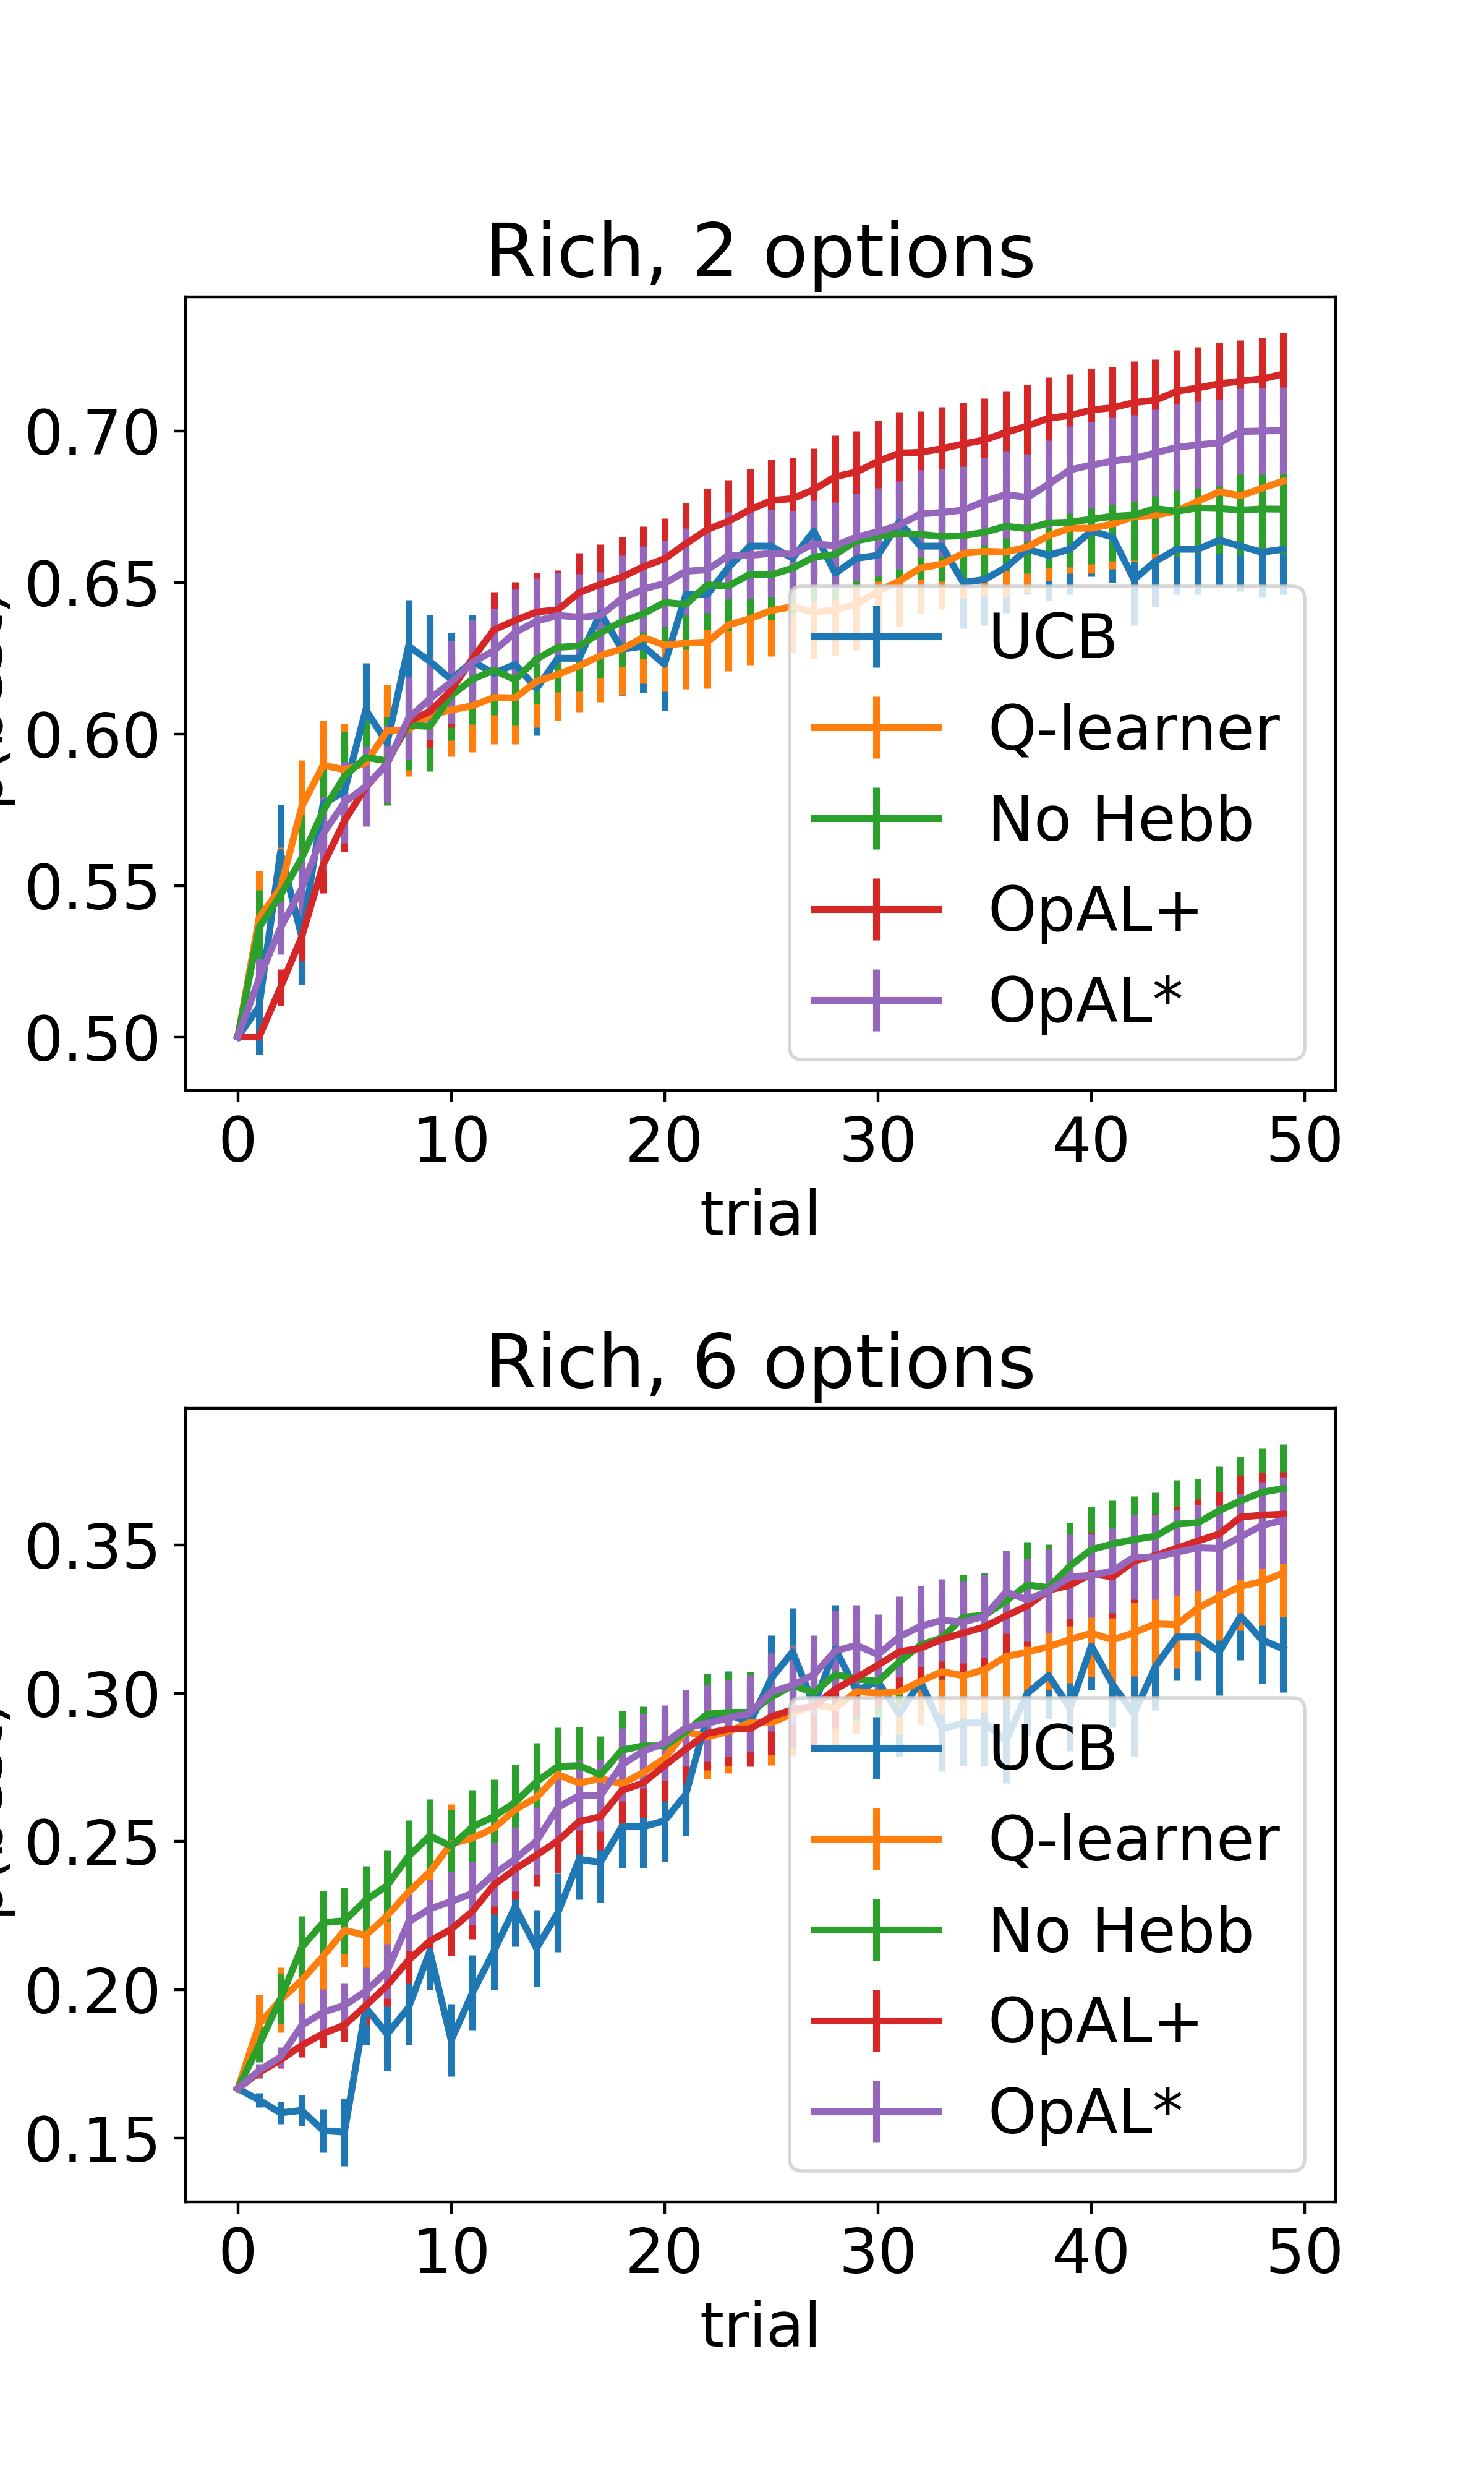 Rich, 2 options
0.70
0.65
0.60
0.55
0.50
UCB
Q-learner
No Hebb
OpAL+
OpAL*
0 10 20 30 40 50
trial
Rich, 6 options
0.35
0.30
0.25
0.20
0.15
UCB
Q-learner
No Hebb
OpAL+
OpAL*
0 10 20 30 40 50
trial